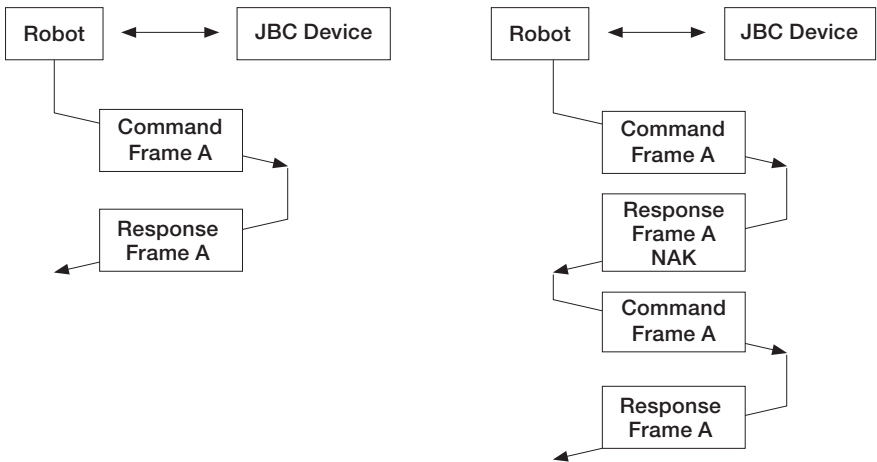 Robot
JBC Device
Command
Frame A
Response
Frame A
Robot
JBC Device
Command
Frame A
Response
Frame A
NAK
Command
Frame A
Response
Frame A